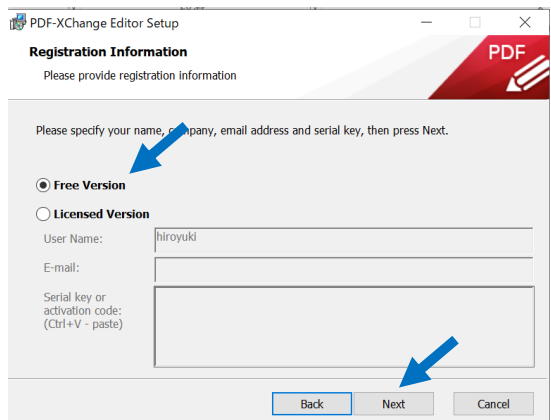 PDF-XChange Editor Setup
Registration Information
Please provide registration information
PDF
Please specify your name, company, email address and serial key, then press Next.
Free Version
Licensed Version
User Name:
hiroyuki
E-mail:
Serial key or
activation code:
(Ctrl+V - paste)
Back
Next
Cancel